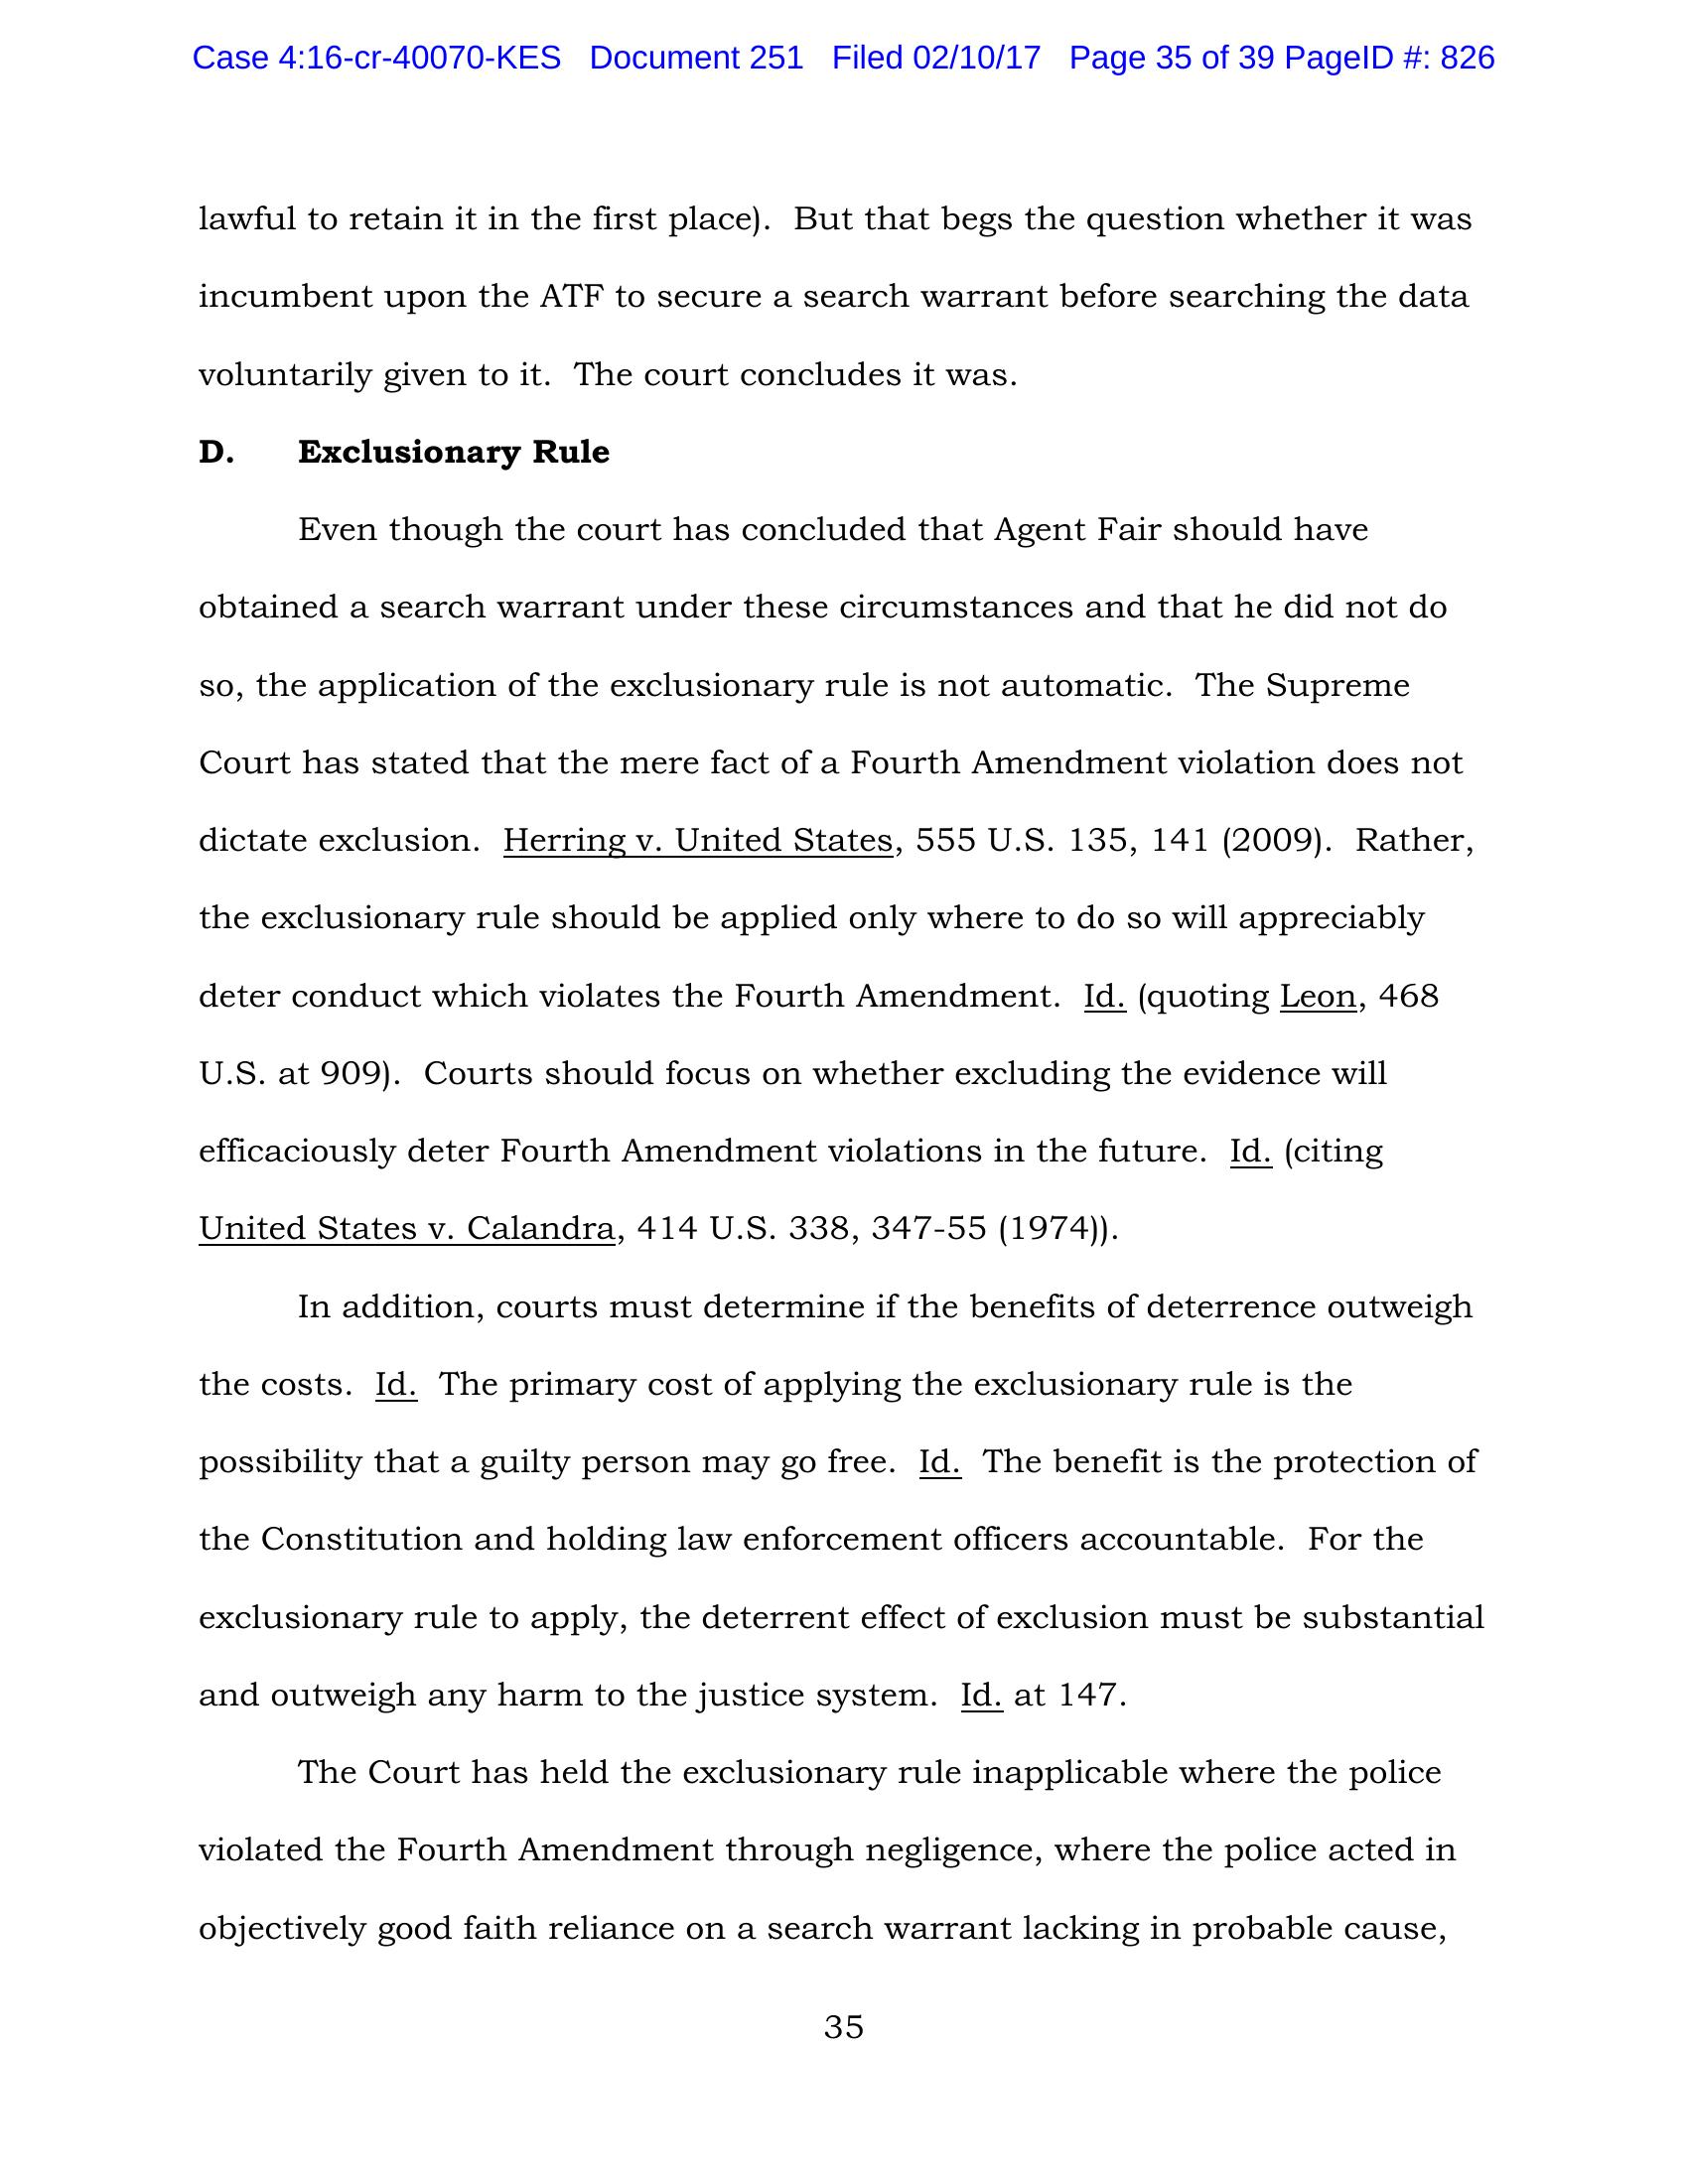 Case 4:16-cr-40070-KES Document 251 Filed 02/10/17 Page 35 of 39 PageID #: 826
lawful to retain it in the first place). But that begs the question whether it was
incumbent upon the ATF to secure a search warrant before searching the data
voluntarily given to it. The court concludes it was.
D. Exclusionary Rule
Even though the court has concluded that Agent Fair should have
obtained a search warrant under these circumstances and that he did not do
so, the application of the exclusionary rule is not automatic. The Supreme
Court has stated that the mere fact of a Fourth Amendment violation does not
dictate exclusion. Herring v. United States, 555 U.S. 135, 141 (2009). Rather,
the exclusionary rule should be applied only where to do so will appreciably
deter conduct which violates the Fourth Amendment. Id. (quoting Leon, 468
U.S. at 909). Courts should focus on whether excluding the evidence will
efficaciously deter Fourth Amendment violations in the future. Id. (citing
United States v. Calandra, 414 U.S. 338, 347-55 (1974)).
In addition, courts must determine if the benefits of deterrence outweigh
the costs. Id. The primary cost of applying the exclusionary rule is the
possibility that a guilty person may go free. Id. The benefit is the protection of
the Constitution and holding law enforcement officers accountable. For the
exclusionary rule to apply, the deterrent effect of exclusion must be substantial
and outweigh any harm to the justice system. Id. at 147.
The Court has held the exclusionary rule inapplicable where the police
violated the Fourth Amendment through negligence, where the police acted in
objectively good faith reliance on a search warrant lacking in probable cause,
35